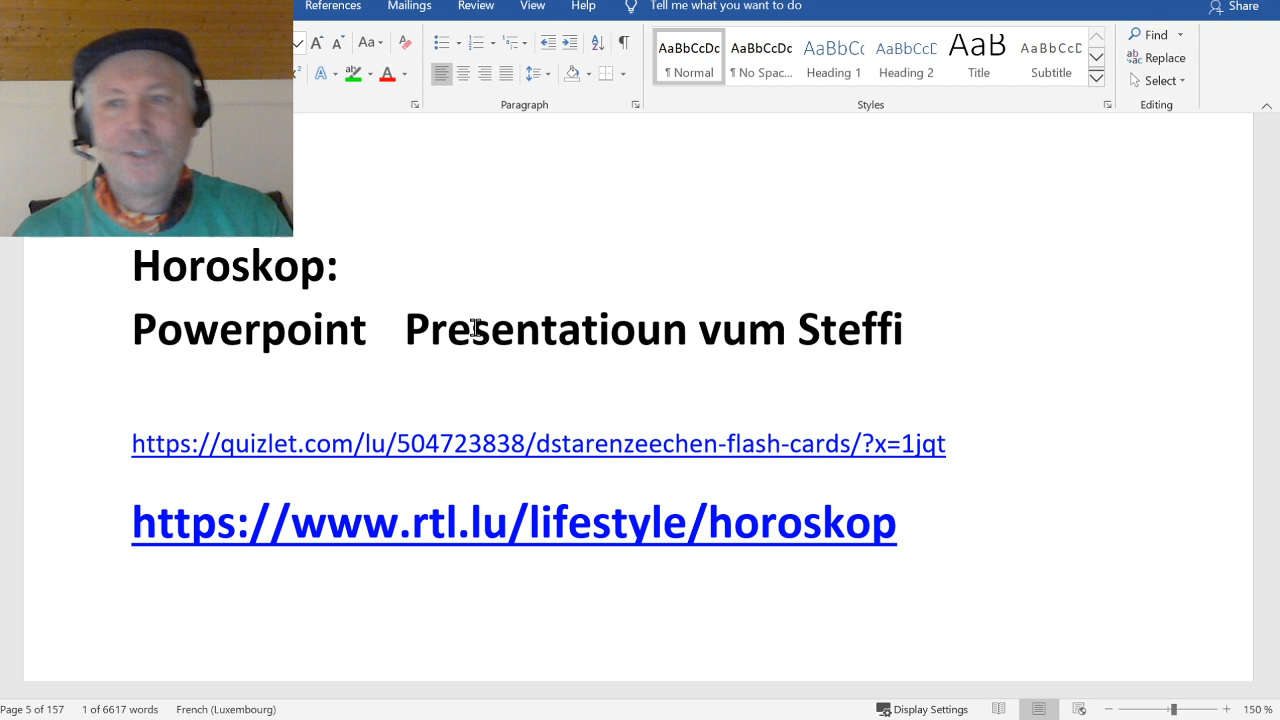 References Mailings Review View Help Tell me what you want to do Share
Aa
AaBbCcDc AaBbCcDc AaBbCc AaBbCcD AaB AaBbCcD
¶ Normal ¶ No Spac... Heading 1 Heading 2 Title Subtitle
Find
Replace
Select
Paragraph Styles Editing
Horoskop:
Powerpoint Presentatioun vum Steffi
https://quizlet.com/lu/504723838/dstarenzeechen-flash-cards/?x=1jqt
https://www.rtl.lu/lifestyle/horoskop
Page 5 of 157 1 of 6617 words French (Luxembourg) Display Settings 150 %